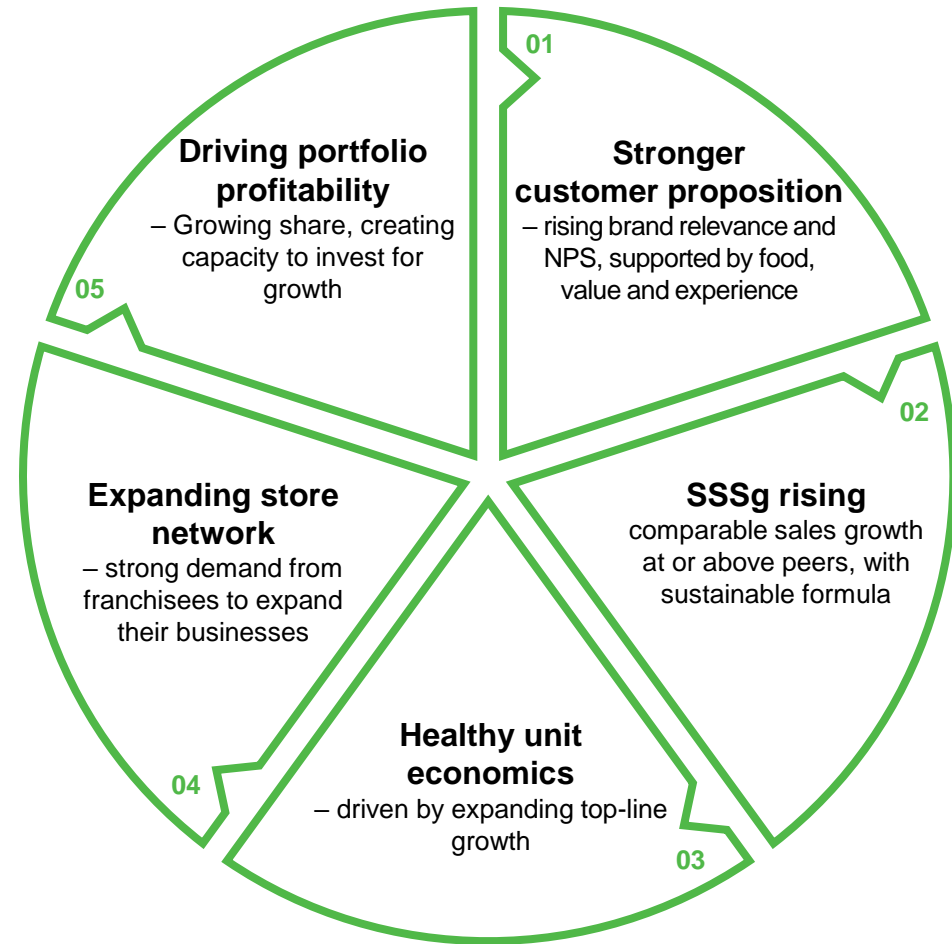 01
Stronger
customer proposition
– rising brand relevance and
NPS, supported by food,
value and experience
02
SSSg rising
comparable sales growth
at or above peers, with
sustainable formula
Healthy unit
economics
– driven by expanding top-line
growth
03
Expanding store
network
– strong demand from
franchisees to expand
their businesses
04
Driving portfolio
profitability
– Growing share, creating
capacity to invest for
growth
05